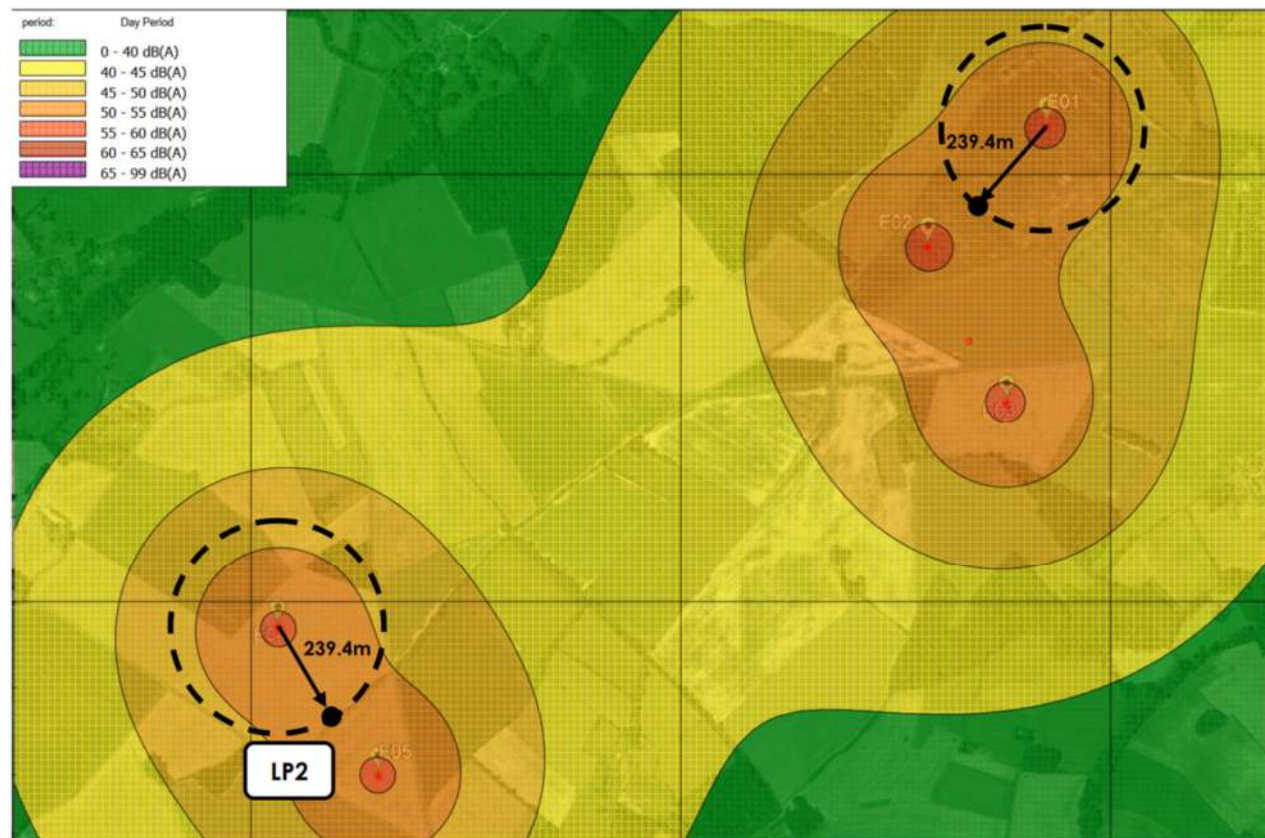 period: Day Period
0 - 40 dB(A)
40 - 45 dB(A)
45 - 50 dB(A)
50 - 55 dB(A)
55 - 60 dB(A)
60 - 65 dB(A)
65 - 99 dB(A)
E01
239.4m
E02
239.4m
LP2
E05